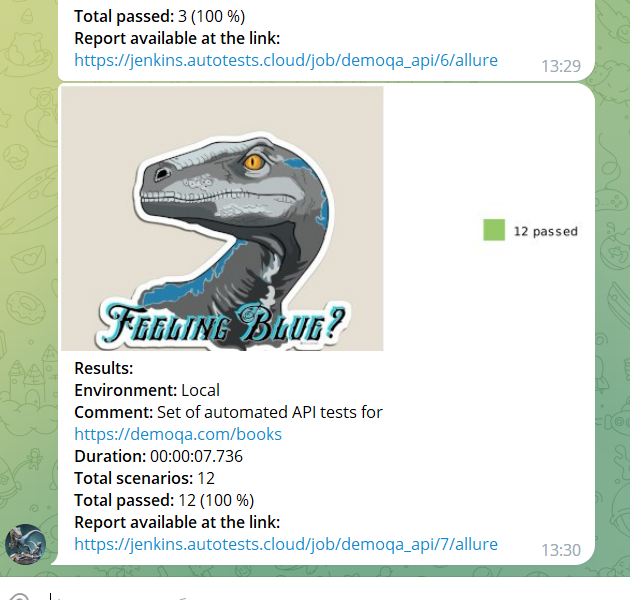 Total passed: 3 (100 %)
Report available at the link:
https://jenkins.autotests.cloud/job/demoqa_api/6/allure
13:29
FEELING BLUE?
12 passed
Results:
Environment: Local
Comment: Set of automated API tests for
https://demoqa.com/books
Duration: 00:00:07.736
Total scenarios: 12
Total passed: 12 (100 %)
Report available at the link:
https://jenkins.autotests.cloud/job/demoqa_api/7/allure
13:30